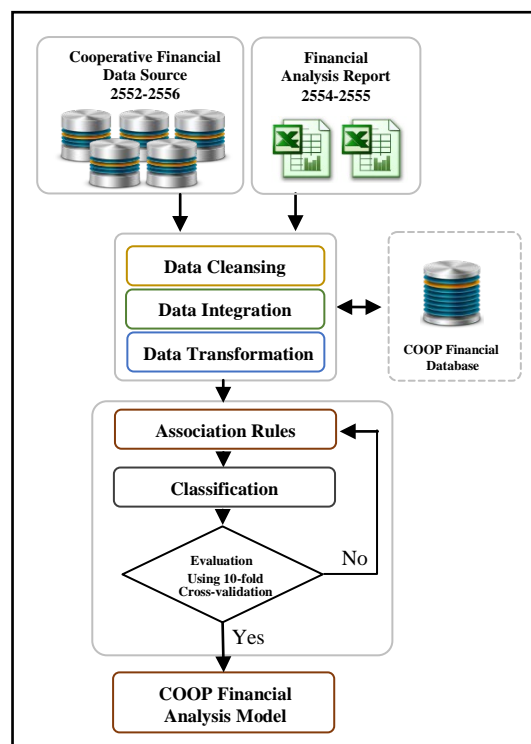 Cooperative Financial
Data Source
2552-2556
Financial
Analysis Report
2554-2555
Data Cleansing
Data Integration
Data Transformation
COOP Financial
Database
Association Rules
Classification
Evaluation
Using 10-fold
Cross-validation
No
Yes
COOP Financial
Analysis Model